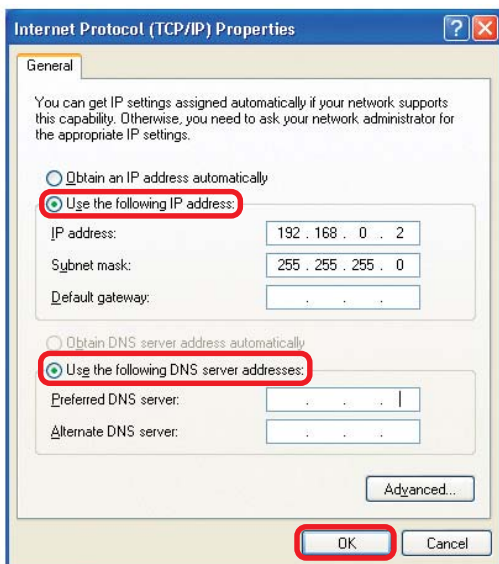 Internet Protocol (TCP/IP) Properties
General
You can get IP settings assigned automatically if your network supports
this capability. Otherwise, you need to ask your network administrator for
the appropriate IP settings.
Obtain an IP address automatically
Use the following IP address:
IP address: 192 . 168 . 0 . 2
Subnet mask: 255 . 255 . 255 . 0
Default gateway: . . .
Obtain DNS server address automatically
Use the following DNS server addresses:
Preferred DNS server: . . .
Alternate DNS server: . . .
Advanced...
OK Cancel